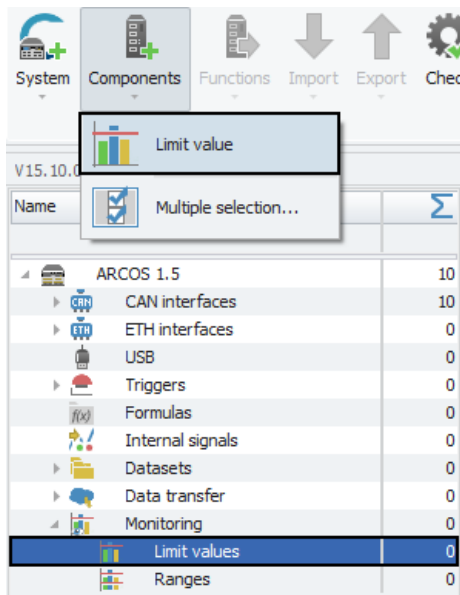 System Components Functions Import Export Chec
Limit value
V15.10.0
Multiple selection...
Name Σ
ARCOS 1.5 10
CAN CAN interfaces 10
ETH ETH interfaces 0
USB 0
Triggers 0
f(x) Formulas 0
Internal signals 0
Datasets 0
Data transfer 0
Monitoring 0
Limit values 0
Ranges 0